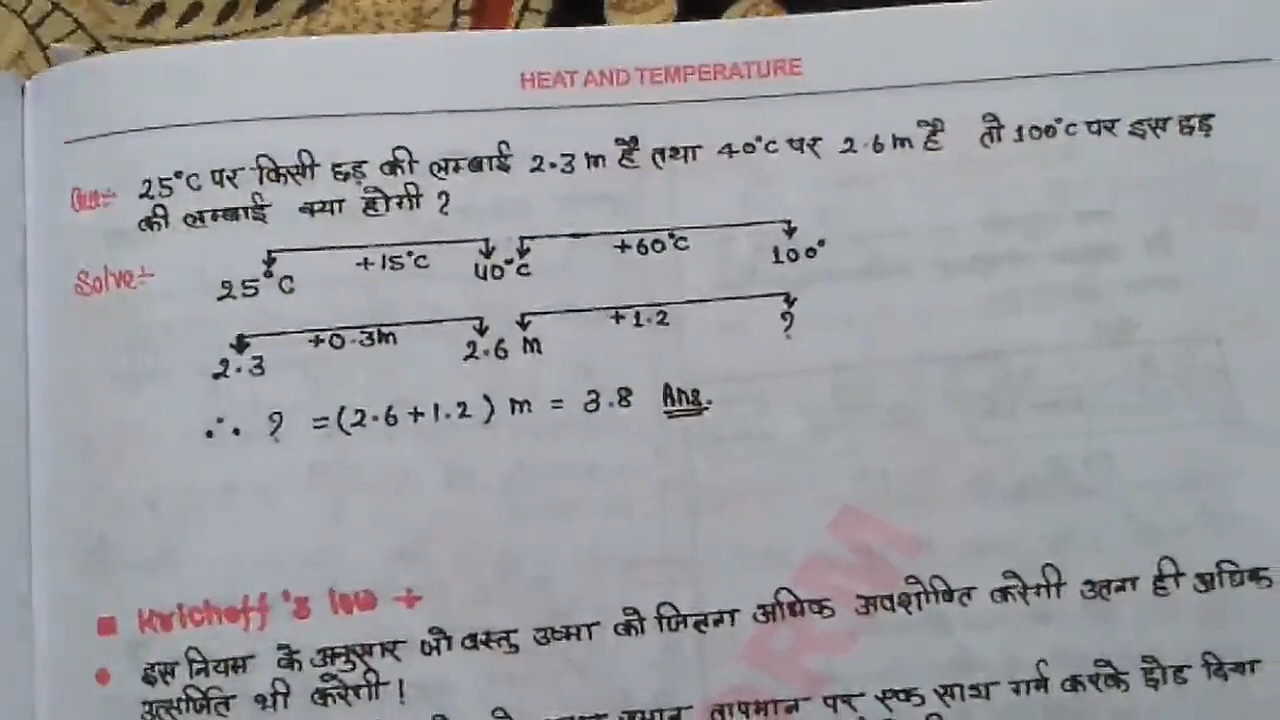 HEAT AND TEMPERATURE
Que:- 25°C पर किसी छड़ की लम्बाई 2.3 m है तथा 40°C पर 2.6 m है तो 100°C पर इस छड़
की लम्बाई क्या होगी ?
+15°C +60°C
Solve:- 25°C 40°C 100°
+0.3m +1.2
2.3 2.6 m ?
∴ ? = (2.6 + 1.2) m = 3.8 Ans.
Krichoff's law ÷
इस नियम के अनुसार जो वस्तु उष्मा को जितना अधिक अवशोषित करेगी उतना ही अधिक
उत्सर्जित भी करेगी !
तापमान पर एक साथ गर्म करके छोड दिया